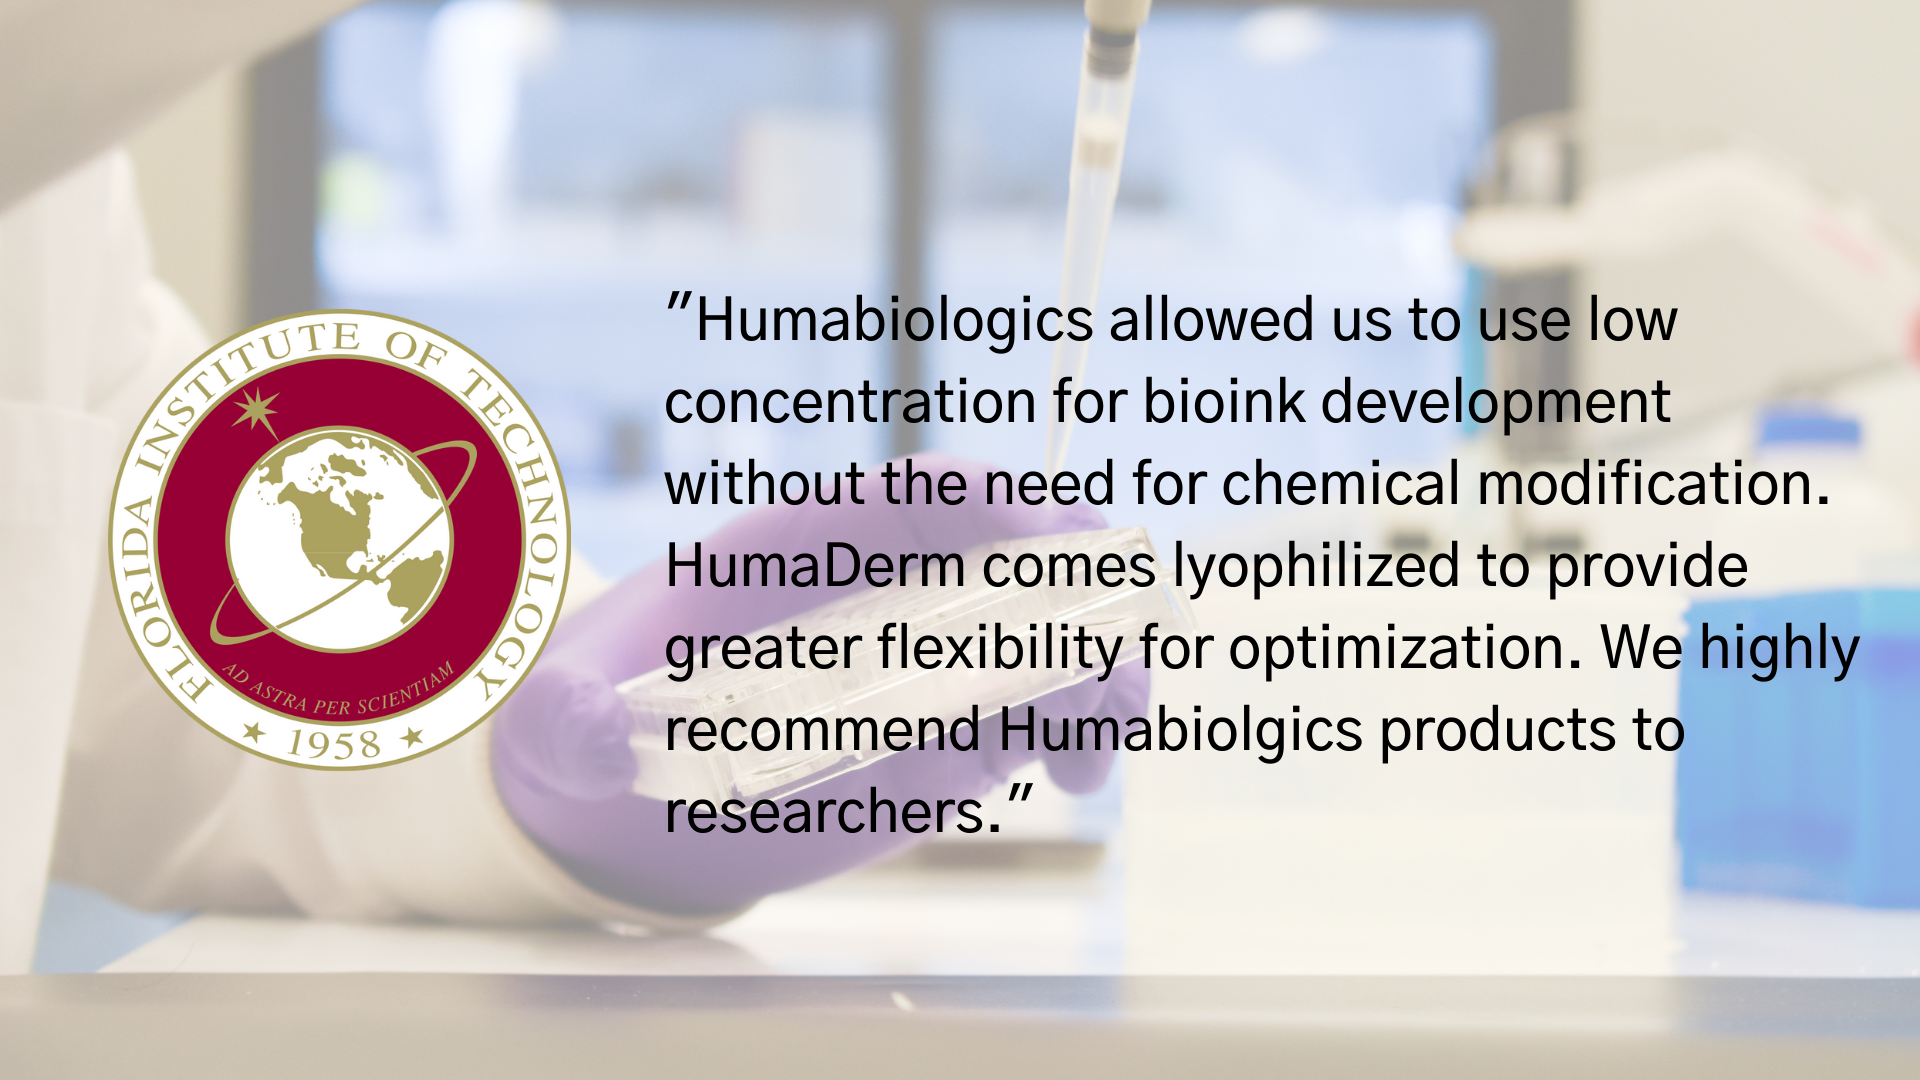 FLORIDA INSTITUTE OF TECHNOLOGY
AD ASTRA PER SCIENTIAM
1958
"Humabiologics allowed us to use low
concentration for bioink development
without the need for chemical modification.
HumaDerm comes lyophilized to provide
greater flexibility for optimization. We highly
recommend Humabiolgics products to
researchers."